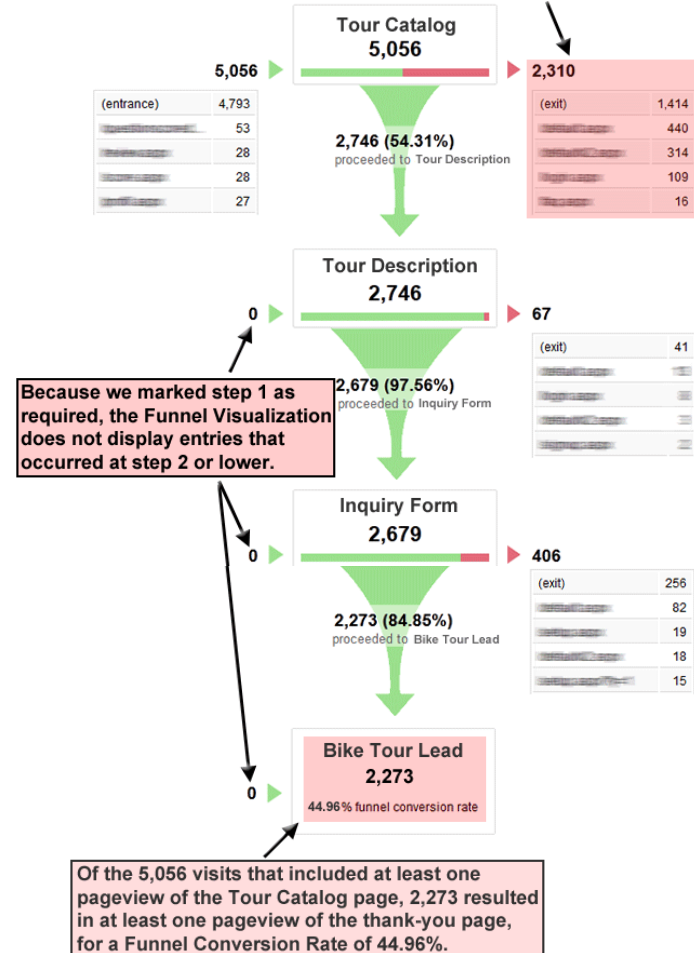 Tour Catalog
5,056
5,056
2,310
(entrance) 4,793
53
28
28
27
(exit) 1,414
440
314
109
16
2,746 (54.31%)
proceeded to Tour Description
Tour Description
2,746
0
67
(exit) 41
Because we marked step 1 as
required, the Funnel Visualization
does not display entries that
occurred at step 2 or lower.
2,679 (97.56%)
proceeded to Inquiry Form
Inquiry Form
2,679
0
406
(exit) 256
82
19
18
15
2,273 (84.85%)
proceeded to Bike Tour Lead
Bike Tour Lead
2,273
0
44.96% funnel conversion rate
Of the 5,056 visits that included at least one
pageview of the Tour Catalog page, 2,273 resulted
in at least one pageview of the thank-you page,
for a Funnel Conversion Rate of 44.96%.